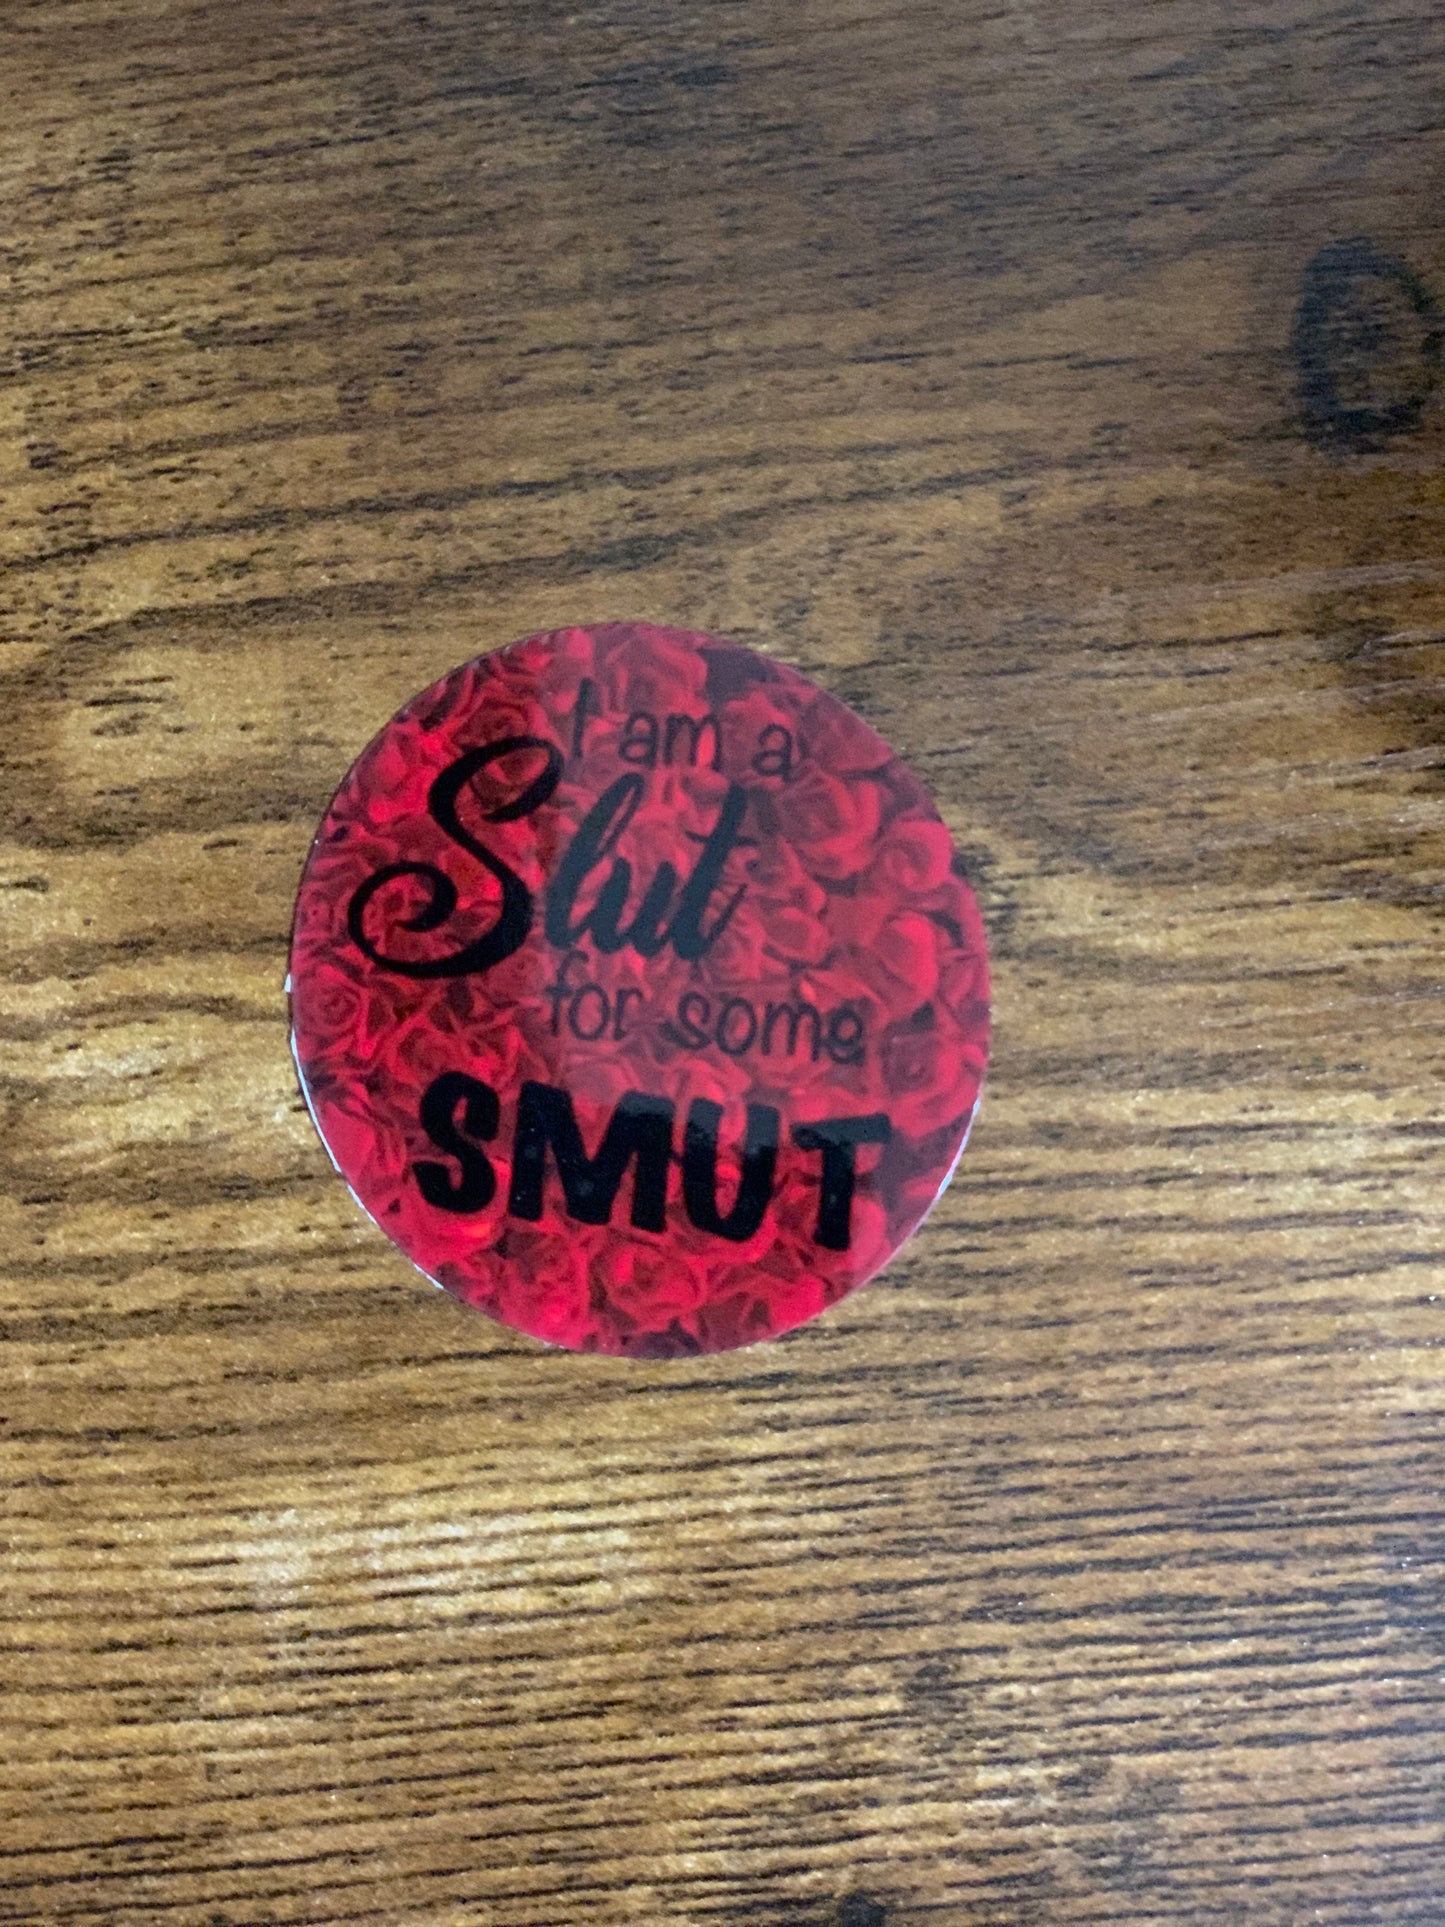 I am a
Slut
for some
SMUT